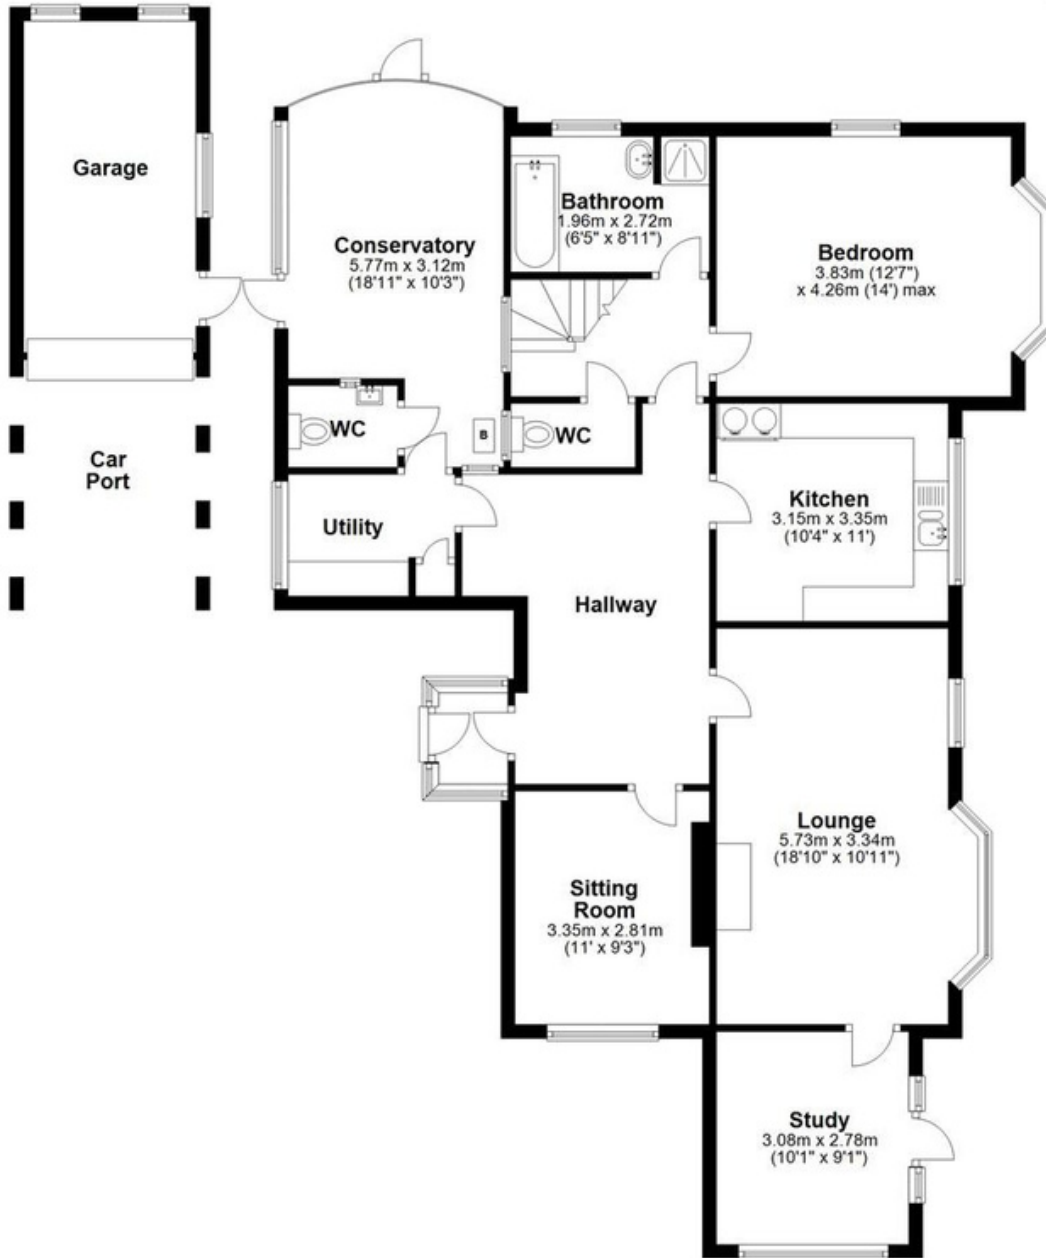 Garage
Conservatory
5.77m x 3.12m
(18'11" x 10'3")
Bathroom
1.96m x 2.72m
(6'5" x 8'11")
Bedroom
3.83m (12'7")
x 4.26m (14') max
WC
B
WC
Car
Port
Utility
Kitchen
3.15m x 3.35m
(10'4" x 11')
Hallway
Lounge
5.73m x 3.34m
(18'10" x 10'11")
Sitting
Room
3.35m x 2.81m
(11' x 9'3")
Study
3.08m x 2.78m
(10'1" x 9'1")